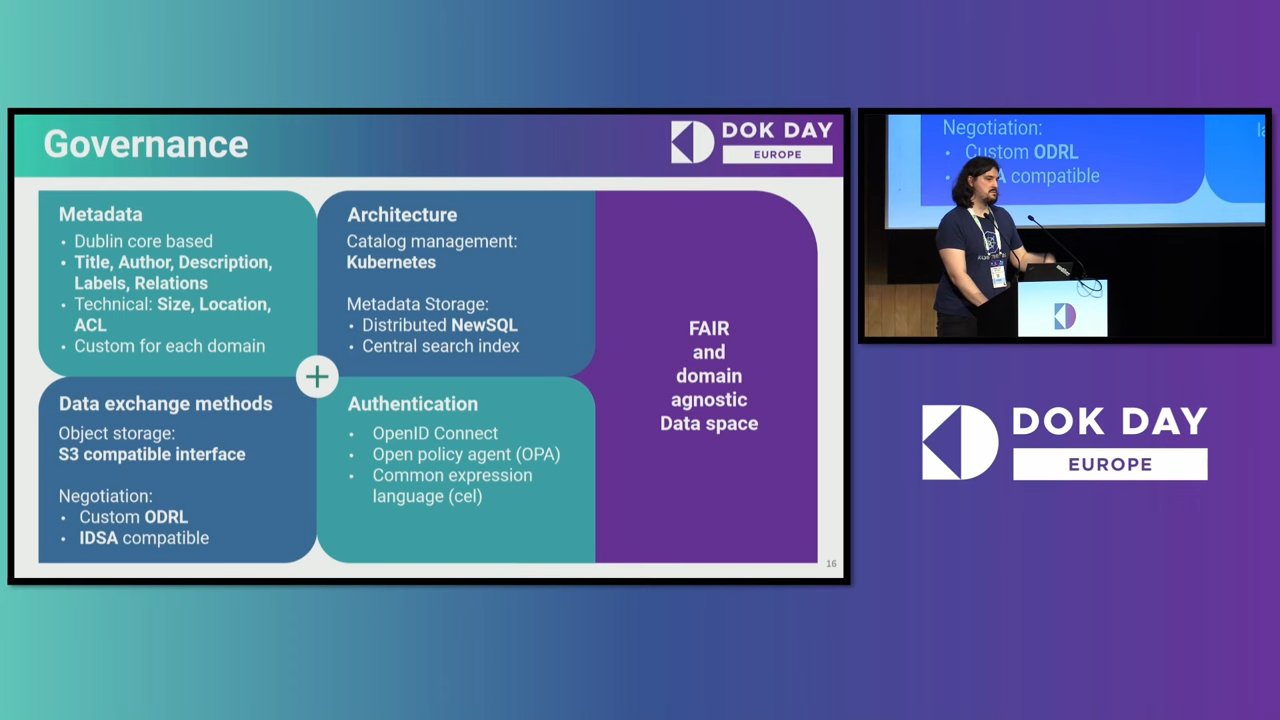 Governance
DOK DAY
EUROPE
Metadata
• Dublin core based
• Title, Author, Description,
Labels, Relations
• Technical: Size, Location,
ACL
• Custom for each domain
Architecture
Catalog management:
Kubernetes
Metadata Storage:
• Distributed NewSQL
• Central search index
Data exchange methods
Object storage:
S3 compatible interface
Negotiation:
• Custom ODRL
• IDSA compatible
Authentication
• OpenID Connect
• Open policy agent (OPA)
• Common expression
language (cel)
FAIR
and
domain
agnostic
Data space
16
Negotiation:
• Custom ODRL
compatible
DOK DAY
EUROPE